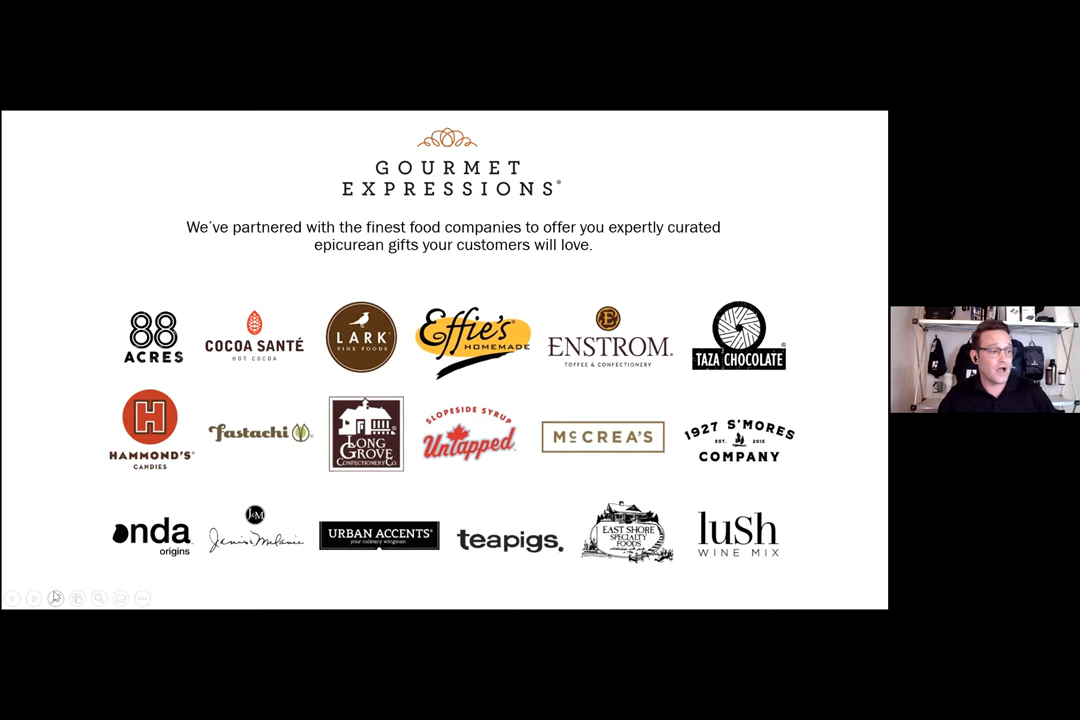 GOURMET
EXPRESSIONS®
We've partnered with the finest food companies to offer you expertly curated
epicurean gifts your customers will love.
88
ACRES
COCOA SANTÉ
HOT COCOA
LARK
FINE FOODS
Effie's®
HOMEMADE
E
ENSTROM®
TOFFEE & CONFECTIONERY
TAZA CHOCOLATE®
H
HAMMOND'S®
CANDIES
fastachi®
LONG
GROVE®
CONFECTIONERY CO.
SLOPESIDE SYRUP
Untapped
McCREA'S
1927 S'MORES
EST. 2015
COMPANY
onda
origins
J&M
Janis & Melanie
URBAN ACCENTS®
your culinary wingman
teapigs.
EAST SHORE
SPECIALTY
FOODS
luSh
WINE MIX